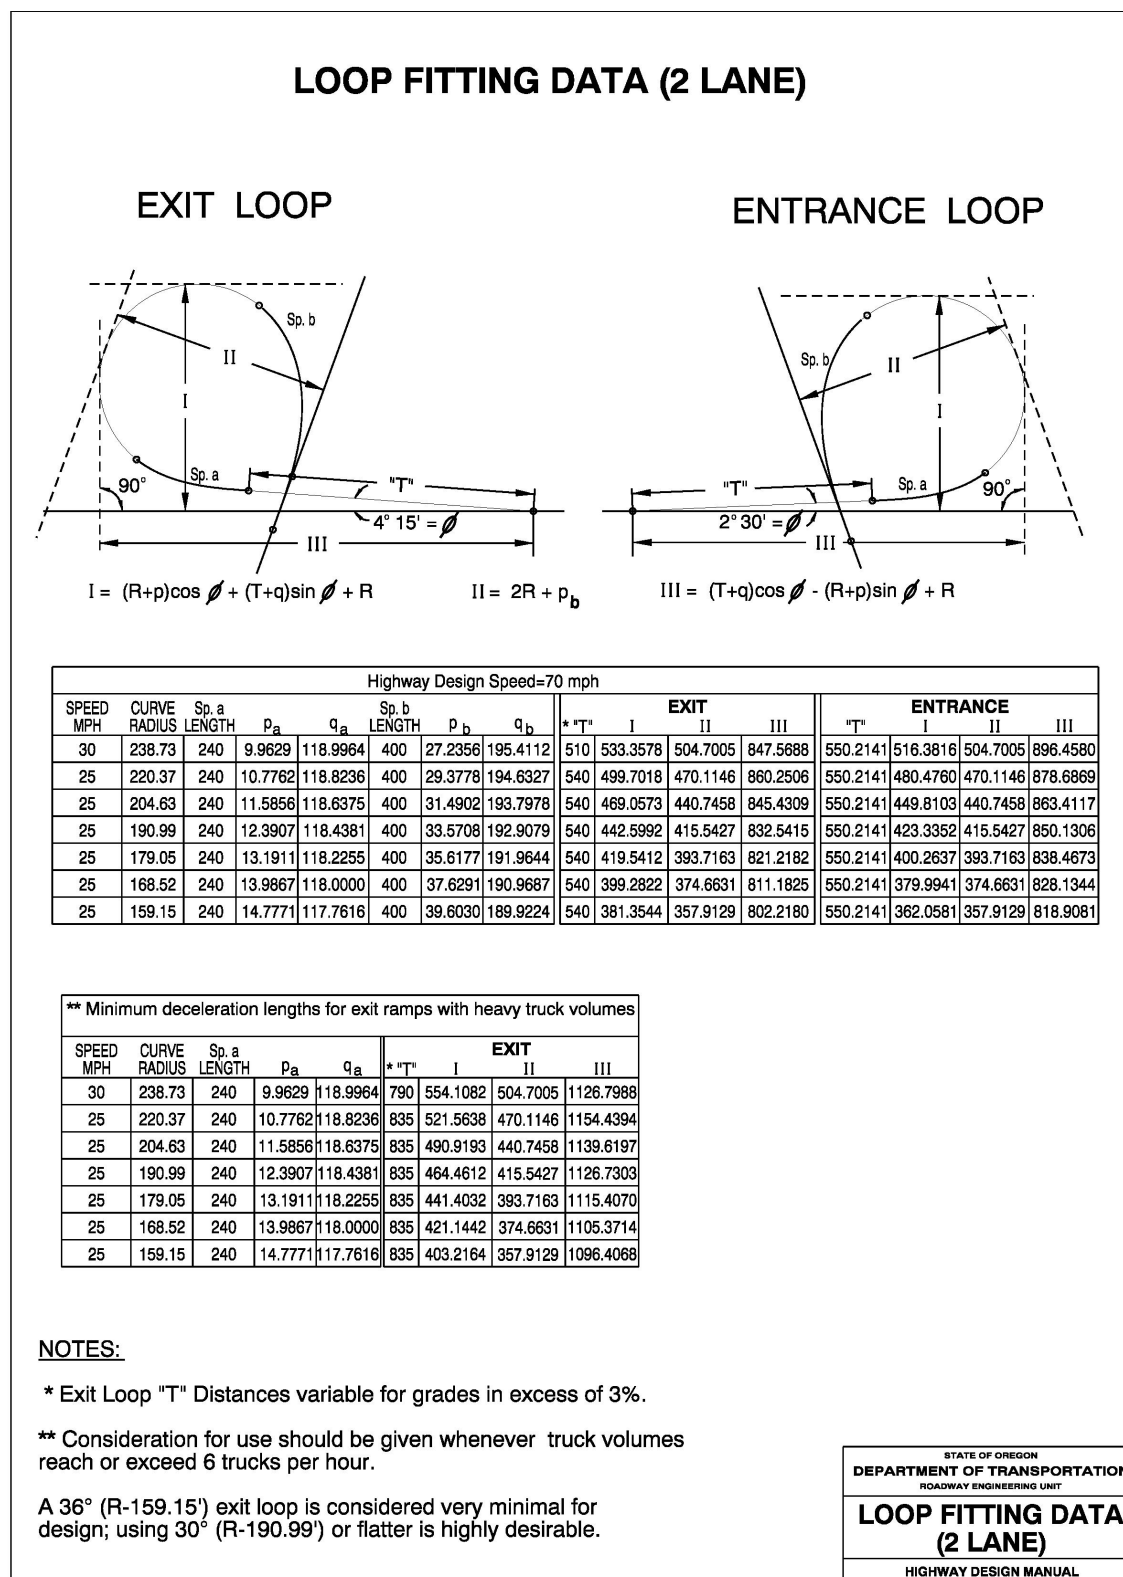 LOOP FITTING DATA (2 LANE)
EXIT LOOP
ENTRANCE LOOP
Sp. b
II
I
Sp. a
90°
"T"
4° 15' = ϕ
III
Sp. b
II
I
"T"
Sp. a
90°
2° 30' = ϕ
III
I = (R+p)cos ϕ + (T+q)sin ϕ + R
II = 2R + p b
III = (T+q)cos ϕ - (R+p)sin ϕ + R
Highway Design Speed=70 mph
SPEED MPH CURVE RADIUS Sp. a LENGTH pa qa Sp. b LENGTH p b q b EXIT * "T" I II III ENTRANCE "T" I II III
30 238.73 240 9.9629 118.9964 400 27.2356 195.4112 510 533.3578 504.7005 847.5688 550.2141 516.3816 504.7005 896.4580
25 220.37 240 10.7762 118.8236 400 29.3778 194.6327 540 499.7018 470.1146 860.2506 550.2141 480.4760 470.1146 878.6869
25 204.63 240 11.5856 118.6375 400 31.4902 193.7978 540 469.0573 440.7458 845.4309 550.2141 449.8103 440.7458 863.4117
25 190.99 240 12.3907 118.4381 400 33.5708 192.9079 540 442.5992 415.5427 832.5415 550.2141 423.3352 415.5427 850.1306
25 179.05 240 13.1911 118.2255 400 35.6177 191.9644 540 419.5412 393.7163 821.2182 550.2141 400.2637 393.7163 838.4673
25 168.52 240 13.9867 118.0000 400 37.6291 190.9687 540 399.2822 374.6631 811.1825 550.2141 379.9941 374.6631 828.1344
25 159.15 240 14.7771 117.7616 400 39.6030 189.9224 540 381.3544 357.9129 802.2180 550.2141 362.0581 357.9129 818.9081
** Minimum deceleration lengths for exit ramps with heavy truck volumes
SPEED MPH CURVE RADIUS Sp. a LENGTH pa qa EXIT * "T" I II III
30 238.73 240 9.9629 118.9964 790 554.1082 504.7005 1126.7988
25 220.37 240 10.7762 118.8236 835 521.5638 470.1146 1154.4394
25 204.63 240 11.5856 118.6375 835 490.9193 440.7458 1139.6197
25 190.99 240 12.3907 118.4381 835 464.4612 415.5427 1126.7303
25 179.05 240 13.1911 118.2255 835 441.4032 393.7163 1115.4070
25 168.52 240 13.9867 118.0000 835 421.1442 374.6631 1105.3714
25 159.15 240 14.7771 117.7616 835 403.2164 357.9129 1096.4068
NOTES:
* Exit Loop "T" Distances variable for grades in excess of 3%.
** Consideration for use should be given whenever truck volumes
reach or exceed 6 trucks per hour.
A 36° (R-159.15') exit loop is considered very minimal for
design; using 30° (R-190.99') or flatter is highly desirable.
STATE OF OREGON
DEPARTMENT OF TRANSPORTATION
ROADWAY ENGINEERING UNIT
LOOP FITTING DATA
(2 LANE)
HIGHWAY DESIGN MANUAL